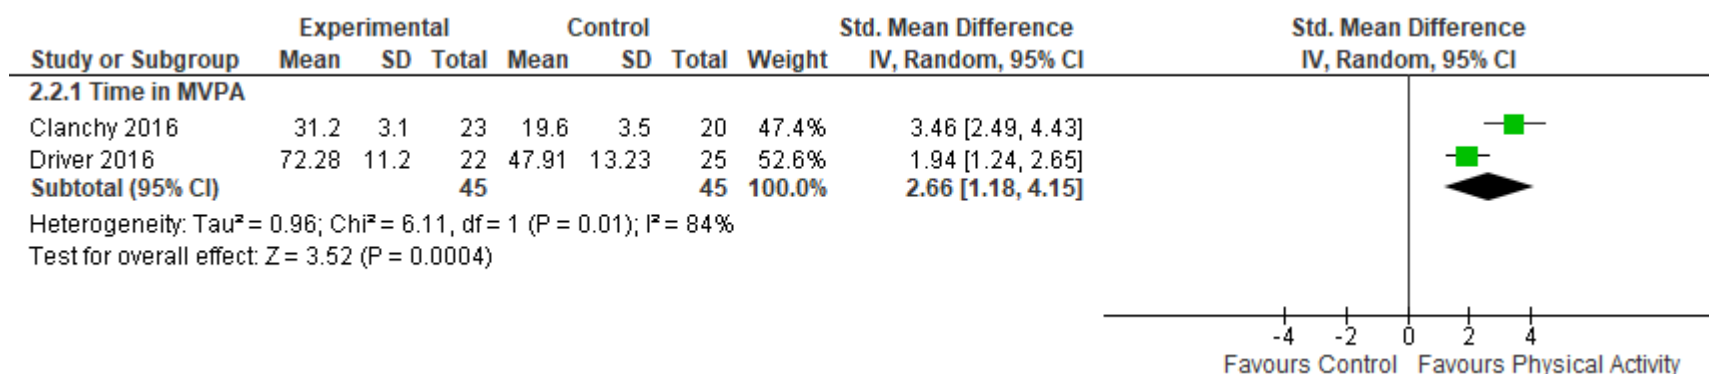 Experimental Control Std. Mean Difference Std. Mean Difference
Study or Subgroup Mean SD Total Mean SD Total Weight IV, Random, 95% CI IV, Random, 95% CI
2.2.1 Time in MVPA
Clanchy 2016 31.2 3.1 23 19.6 3.5 20 47.4% 3.46 [2.49, 4.43]
Driver 2016 72.28 11.2 22 47.91 13.23 25 52.6% 1.94 [1.24, 2.65]
Subtotal (95% CI) 45 45 100.0% 2.66 [1.18, 4.15]
Heterogeneity: Tau² = 0.96; Chi² = 6.11, df = 1 (P = 0.01); I² = 84%
Test for overall effect: Z = 3.52 (P = 0.0004)
-4 -2 0 2 4
Favours Control Favours Physical Activity